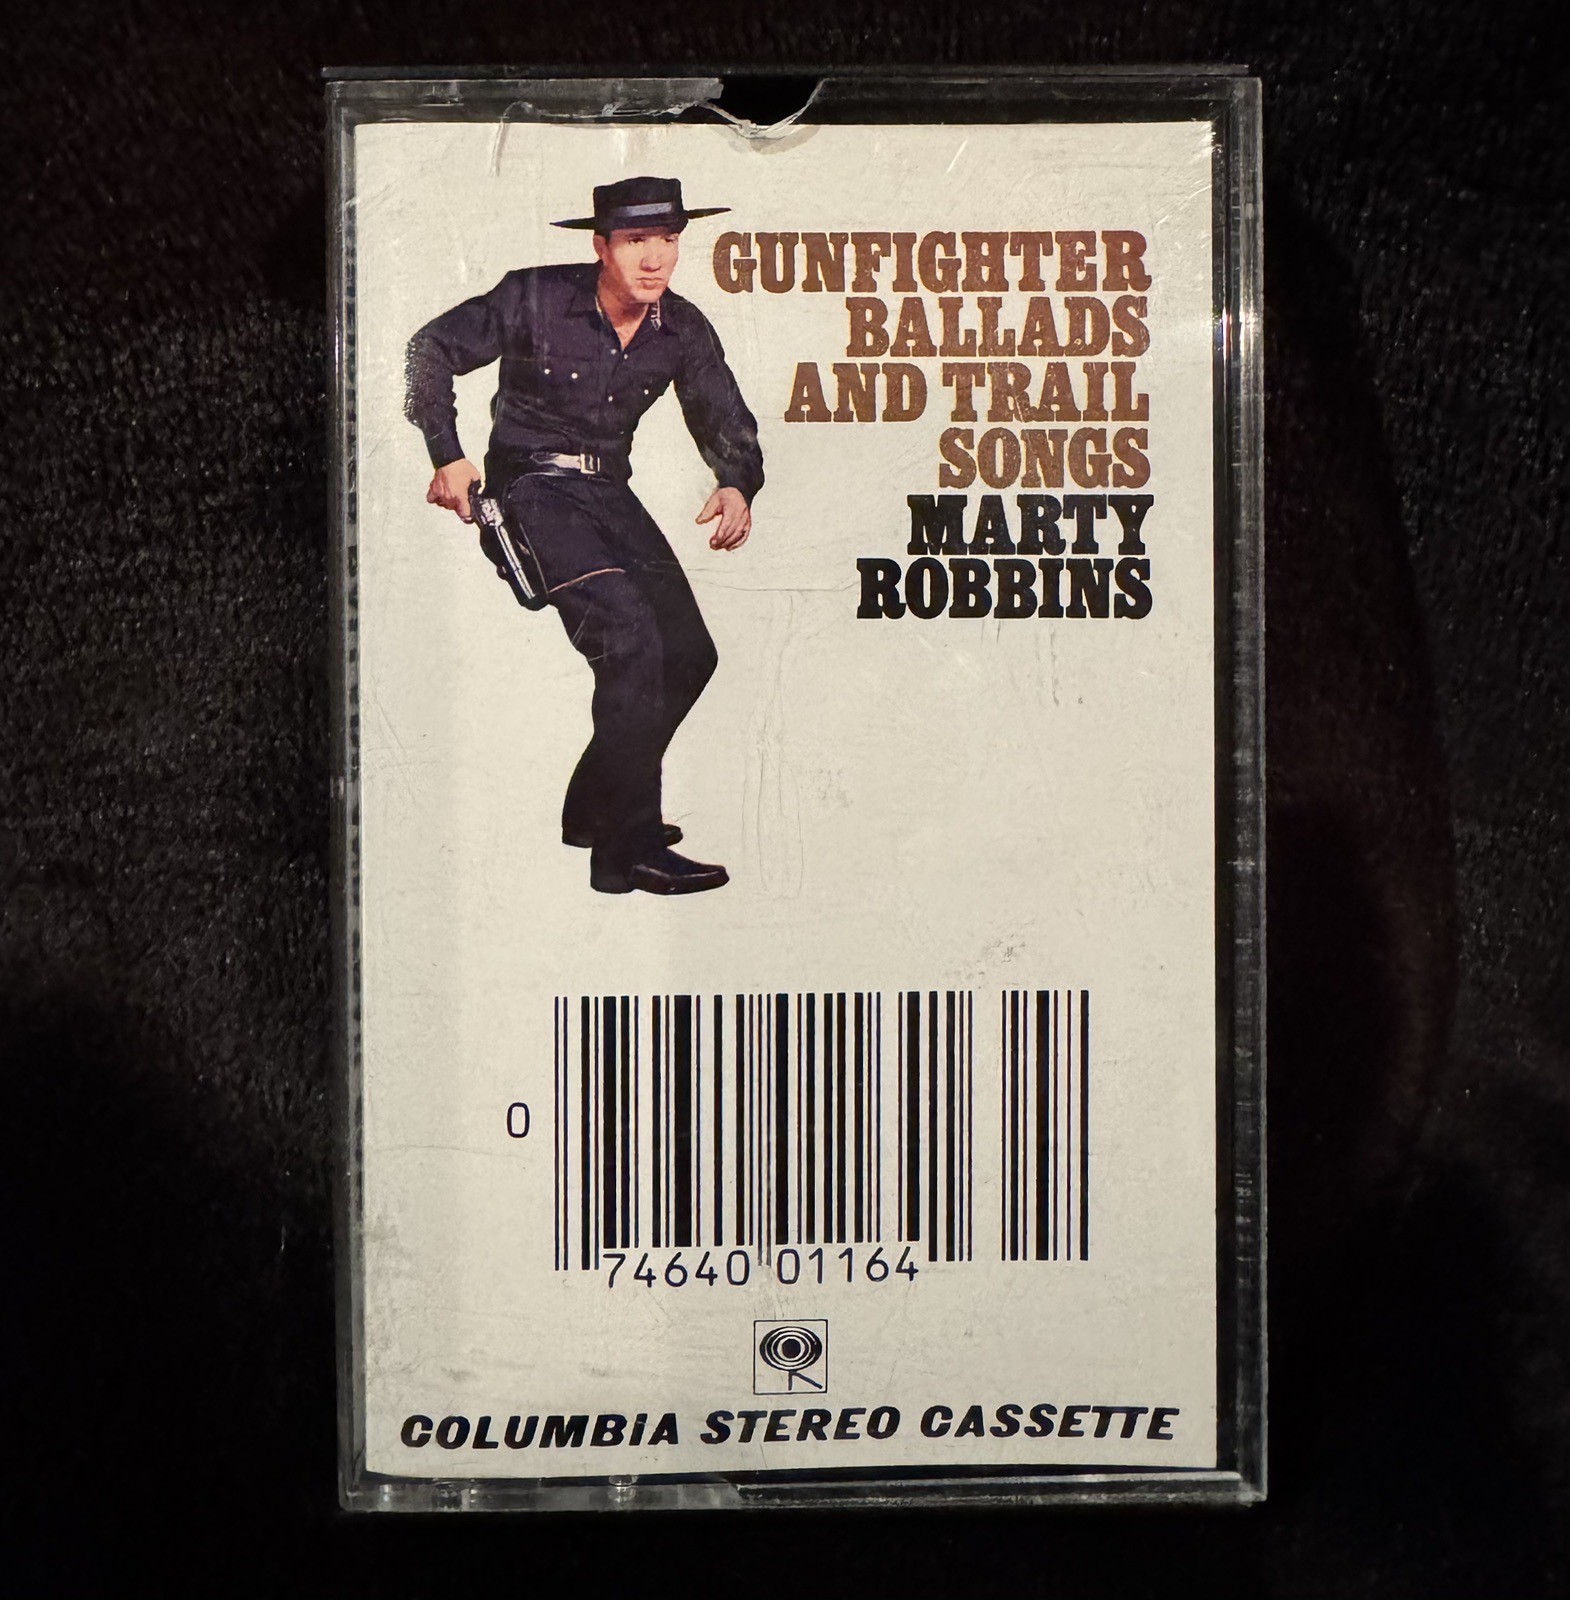 GUNFIGHTER
BALLADS
AND TRAIL
SONGS
MARTY
ROBBINS
0
74640 01164
COLUMBIA STEREO CASSETTE